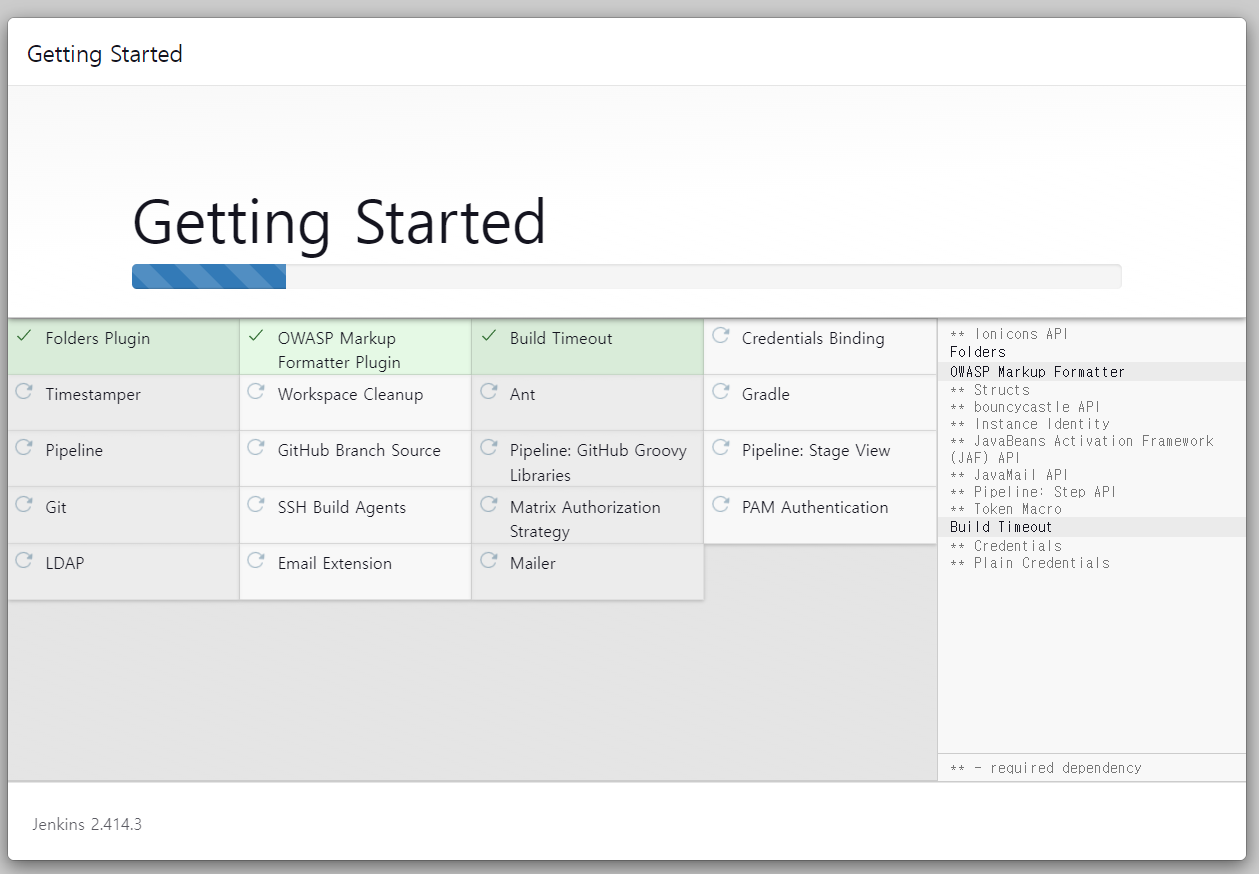 Getting Started
Getting Started
Folders Plugin
OWASP Markup
Formatter Plugin
Build Timeout
Credentials Binding
Timestamper
Workspace Cleanup
Ant
Gradle
Pipeline
GitHub Branch Source
Pipeline: GitHub Groovy
Libraries
Pipeline: Stage View
Git
SSH Build Agents
Matrix Authorization
Strategy
PAM Authentication
LDAP
Email Extension
Mailer
** Ionicons API
Folders
OWASP Markup Formatter
** Structs
** bouncycastle API
** Instance Identity
** JavaBeans Activation Framework
(JAF) API
** JavaMail API
** Pipeline: Step API
** Token Macro
Build Timeout
** Credentials
** Plain Credentials
** - required dependency
Jenkins 2.414.3